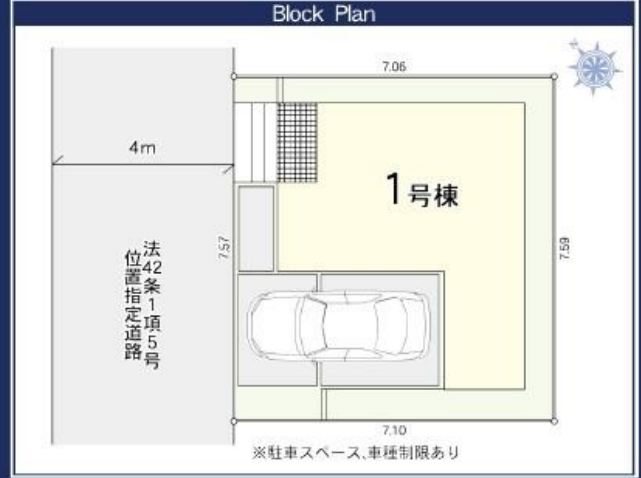 Block Plan
7.06
4m
1号棟
7.57
7.59
法42条1項5号
位置指定道路
7.10
※駐車スペース、車種制限あり